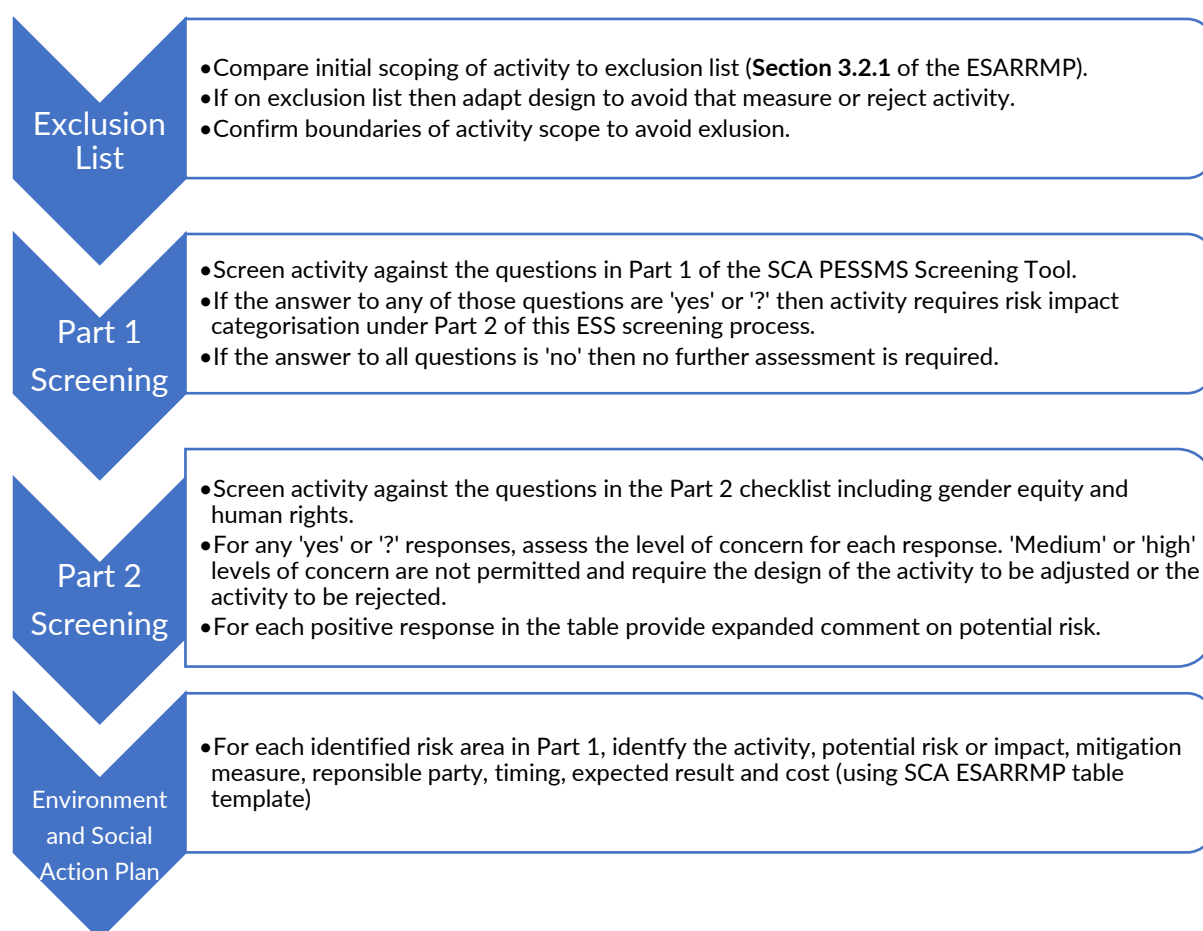 Exclusion
List
•Compare initial scoping of activity to exclusion list (Section 3.2.1 of the ESARRMP).
•If on exclusion list then adapt design to avoid that measure or reject activity.
•Confirm boundaries of activity scope to avoid exlusion.
Part 1
Screening
•Screen activity against the questions in Part 1 of the SCA PESSMS Screening Tool.
•If the answer to any of those questions are 'yes' or '?' then activity requires risk impact
categorisation under Part 2 of this ESS screening process.
•If the answer to all questions is 'no' then no further assessment is required.
Part 2
Screening
•Screen activity against the questions in the Part 2 checklist including gender equity and
human rights.
•For any 'yes' or '?' responses, assess the level of concern for each response. 'Medium' or 'high'
levels of concern are not permitted and require the design of the activity to be adjusted or the
activity to be rejected.
•For each positive response in the table provide expanded comment on potential risk.
Environment
and Social
Action Plan
•For each identified risk area in Part 1, identfy the activity, potential risk or impact, mitigation
measure, reponsible party, timing, expected result and cost (using SCA ESARRMP table
template)